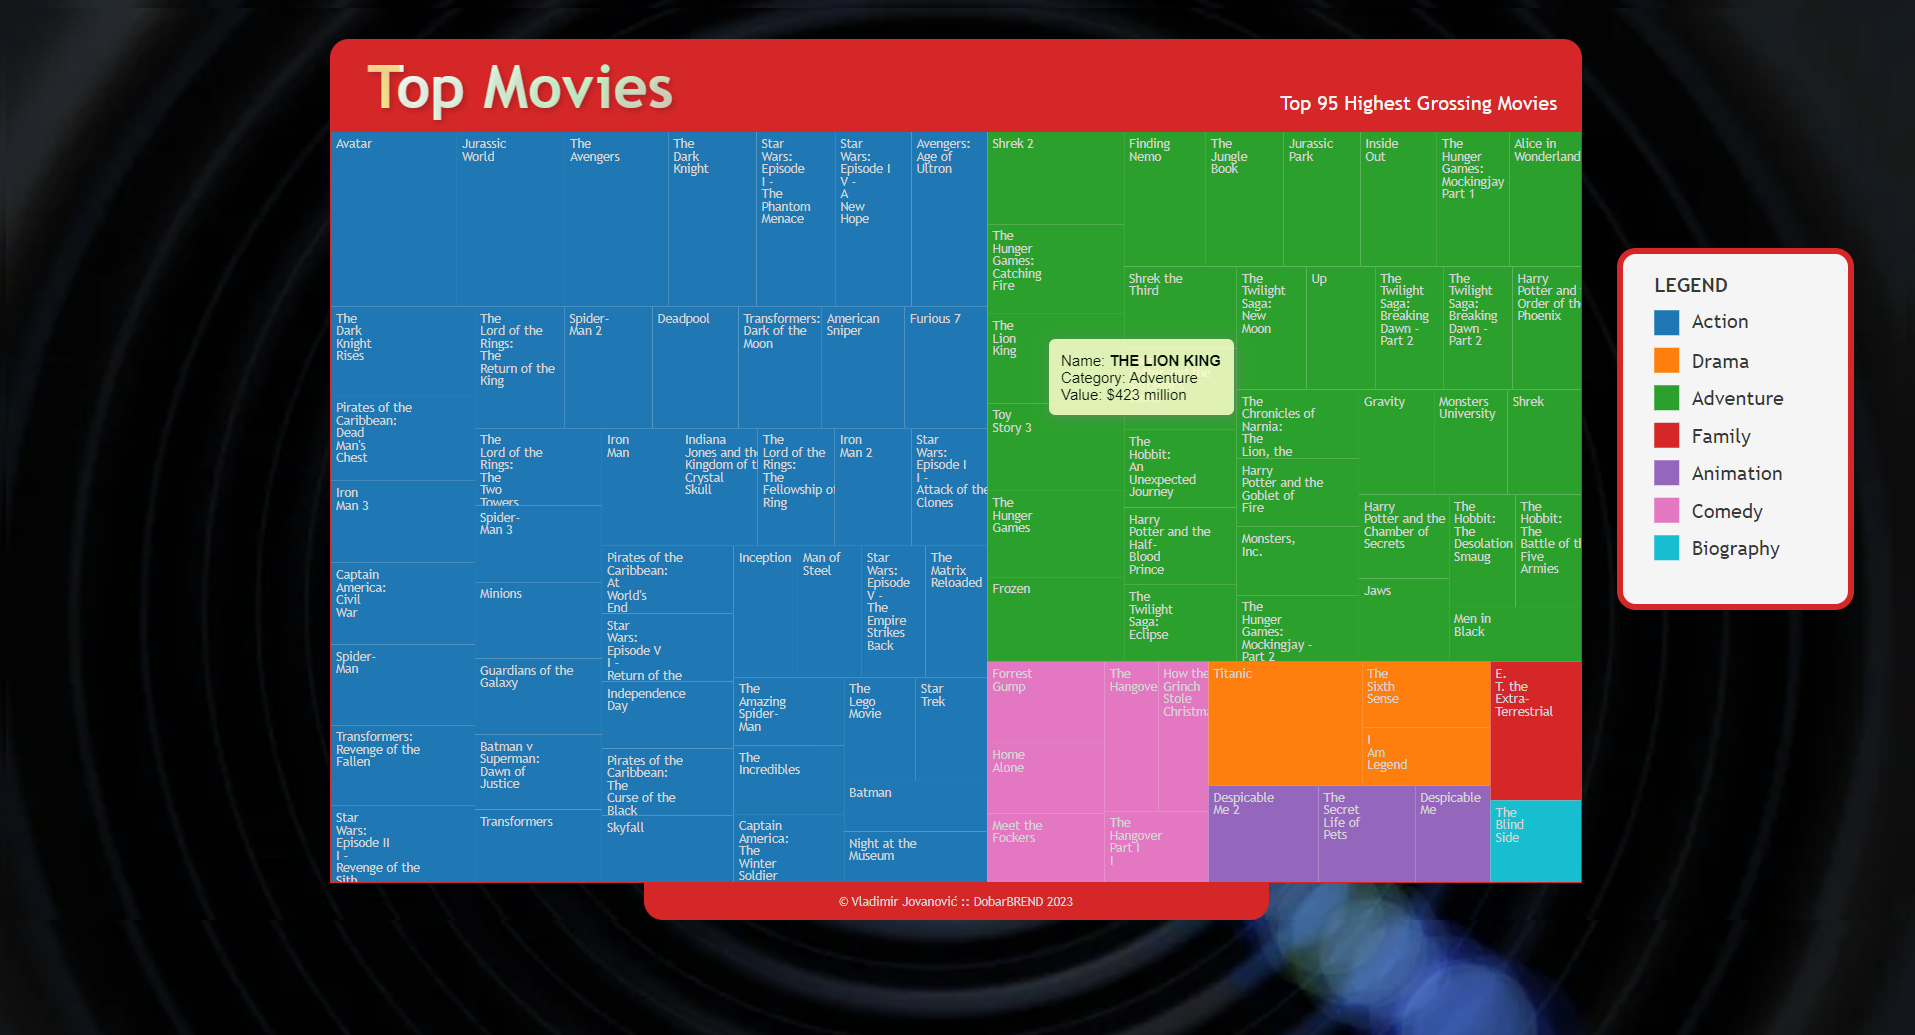 Top Movies
Top 95 Highest Grossing Movies
Avatar
Jurassic
World
The
Avengers
The
Dark
Knight
Star
Wars:
Episode
I -
The
Phantom
Menace
Star
Wars:
Episode I
V -
A
New
Hope
Avengers:
Age of
Ultron
The
Dark
Knight
Rises
Pirates of the
Caribbean:
Dead
Man's
Chest
Iron
Man 3
Captain
America:
Civil
War
Spider-
Man
Transformers:
Revenge of the
Fallen
Star
Wars:
Episode II
I -
Revenge of the
Sith
The
Lord of the
Rings:
The
Return of the
King
Spider-
Man 2
Deadpool
Transformers:
Dark of the
Moon
American
Sniper
Furious 7
The
Lord of the
Rings:
The
Two
Towers
Spider-
Man 3
Minions
Guardians of the
Galaxy
Batman v
Superman:
Dawn of
Justice
Transformers
Iron
Man
Indiana
Jones and the
Kingdom of t
Crystal
Skull
The
Lord of the
Rings:
The
Fellowship of
Ring
Iron
Man 2
Star
Wars:
Episode I
I -
Attack of the
Clones
Pirates of the
Caribbean:
At
World's
End
Star
Wars:
Episode V
I -
Return of the
Independence
Day
Pirates of the
Caribbean:
The
Curse of the
Black
Skyfall
Inception
Man of
Steel
Star
Wars:
Episode
V -
The
Empire
Strikes
Back
The
Matrix
Reloaded
The
Amazing
Spider-
Man
The
Incredibles
Captain
America:
The
Winter
Soldier
The
Lego
Movie
Star
Trek
Batman
Night at the
Museum
Shrek 2
The
Hunger
Games:
Catching
Fire
The
Lion
King
Toy
Story 3
The
Hunger
Games
Frozen
Finding
Nemo
The
Jungle
Book
Jurassic
Park
Inside
Out
The
Hunger
Games:
Mockingjay
Part 1
Alice in
Wonderland
Shrek the
Third
Name: THE LION KING
Category: Adventure
Value: $423 million
The
Hobbit:
An
Unexpected
Journey
Harry
Potter and the
Half-
Blood
Prince
The
Twilight
Saga:
Eclipse
The
Twilight
Saga:
New
Moon
Up
The
Twilight
Saga:
Breaking
Dawn -
Part 2
The
Twilight
Saga:
Breaking
Dawn -
Part 2
Harry
Potter and
Order of th
Phoenix
The
Chronicles of
Narnia:
The
Lion, the
Harry
Potter and the
Goblet of
Fire
Monsters,
Inc.
The
Hunger
Games:
Mockingjay -
Part 2
Gravity
Monsters
University
Shrek
Harry
Potter and the
Chamber of
Secrets
Jaws
The
Hobbit:
The
Desolation
Smaug
The
Hobbit:
The
Battle of th
Five
Armies
Men in
Black
Forrest
Gump
Home
Alone
Meet the
Fockers
The
Hangove
How the
Grinch
Stole
Christma
The
Hangover
Part I
I
Titanic
The
Sixth
Sense
I
Am
Legend
Despicable
Me 2
The
Secret
Life of
Pets
Despicable
Me
E.
T. the
Extra-
Terrestrial
The
Blind
Side
LEGEND
Action
Drama
Adventure
Family
Animation
Comedy
Biography
© Vladimir Jovanović :: DobarBREND 2023